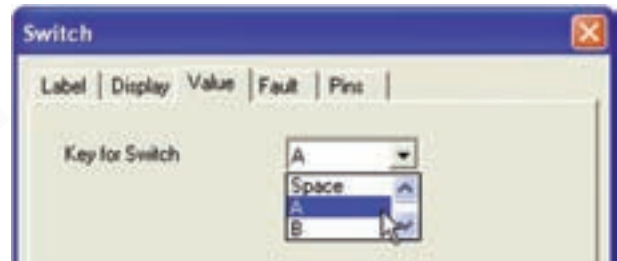 Switch
Label Display Value Fault Pins
Key for Switch A
Space
A
B